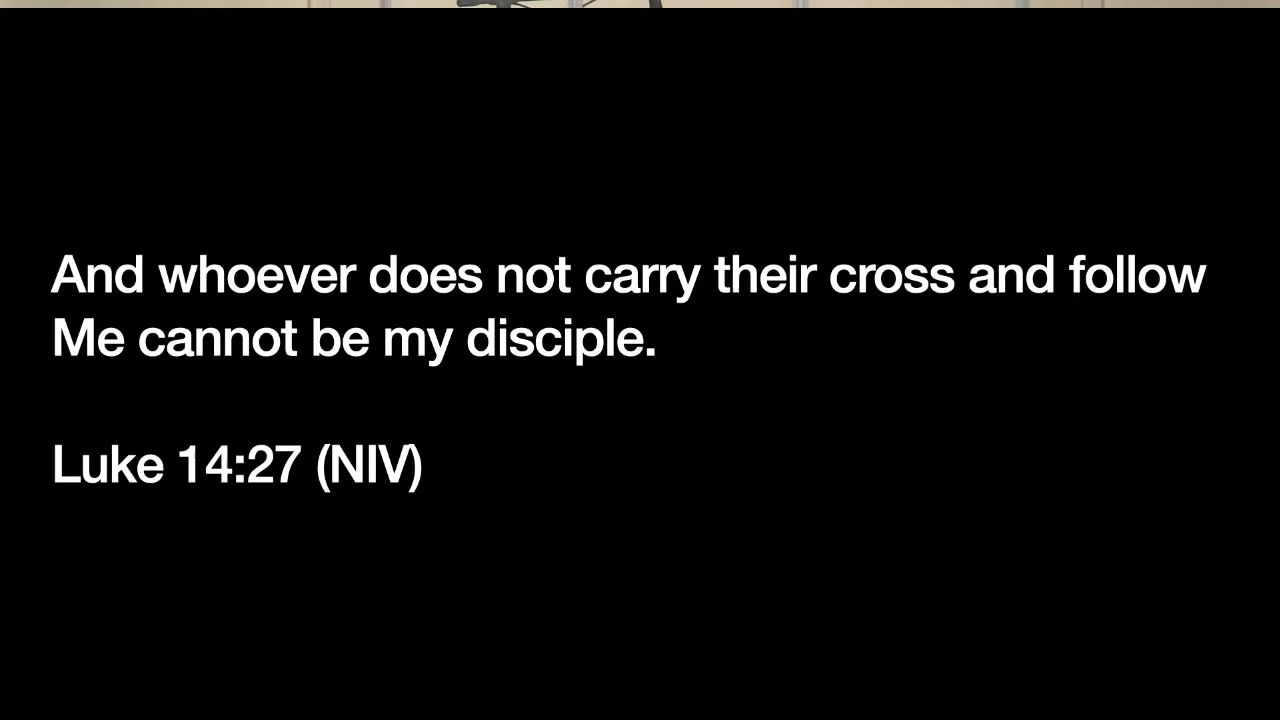 And whoever does not carry their cross and follow
Me cannot be my disciple.
Luke 14:27 (NIV)